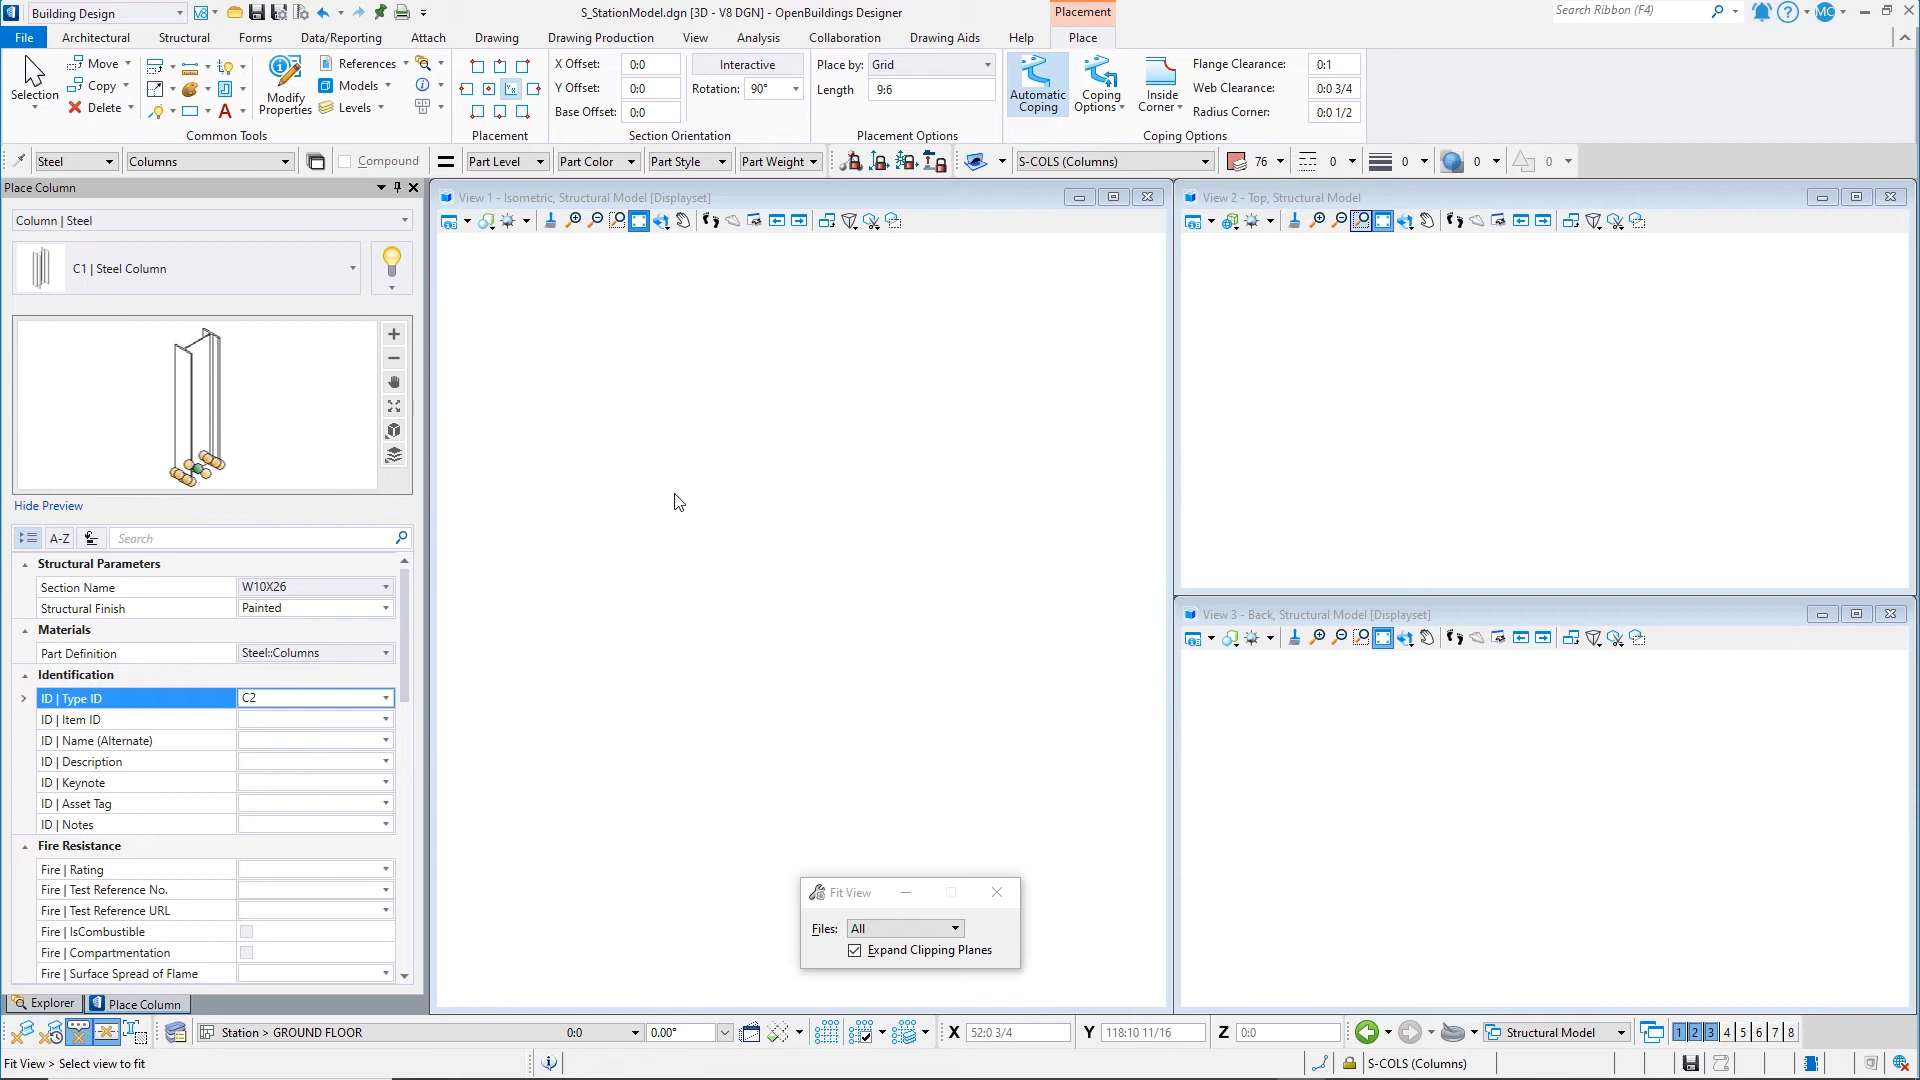 Building Design
S_StationModel.dgn [3D - V8 DGN] - OpenBuildings Designer
Placement
Search Ribbon (F4)
MC
File
Architectural
Structural
Forms
Data/Reporting
Attach
Drawing
Drawing Production
View
Analysis
Collaboration
Drawing Aids
Help
Place
Selection
Move
Copy
Delete
Modify Properties
References
Models
Levels
Common Tools
Placement
X Offset: 0:0
Y Offset: 0:0
Base Offset: 0:0
Interactive
Rotation: 90°
Section Orientation
Place by: Grid
Length 9:6
Placement Options
Automatic Coping
Coping Options
Inside Corner
Flange Clearance: 0:1
Web Clearance: 0:0 3/4
Radius Corner: 0:0 1/2
Coping Options
Steel
Columns
Compound
Part Level
Part Color
Part Style
Part Weight
S-COLS (Columns)
76
0
0
0
0
Place Column
Column | Steel
C1 | Steel Column
Hide Preview
A-Z
Search
Structural Parameters
Section Name W10X26
Structural Finish Painted
Materials
Part Definition Steel::Columns
Identification
ID | Type ID C2
ID | Item ID
ID | Name (Alternate)
ID | Description
ID | Keynote
ID | Asset Tag
ID | Notes
Fire Resistance
Fire | Rating
Fire | Test Reference No.
Fire | Test Reference URL
Fire | IsCombustible
Fire | Compartmentation
Fire | Surface Spread of Flame
Explorer
Place Column
View 1 - Isometric, Structural Model [Displayset]
View 2 - Top, Structural Model
View 3 - Back, Structural Model [Displayset]
Fit View
Files: All
Expand Clipping Planes
Station > GROUND FLOOR 0:0
0.00°
X 52:0 3/4
Y 118:10 11/16
Z 0:0
Structural Model
1 2 3 4 5 6 7 8
Fit View > Select view to fit
S-COLS (Columns)